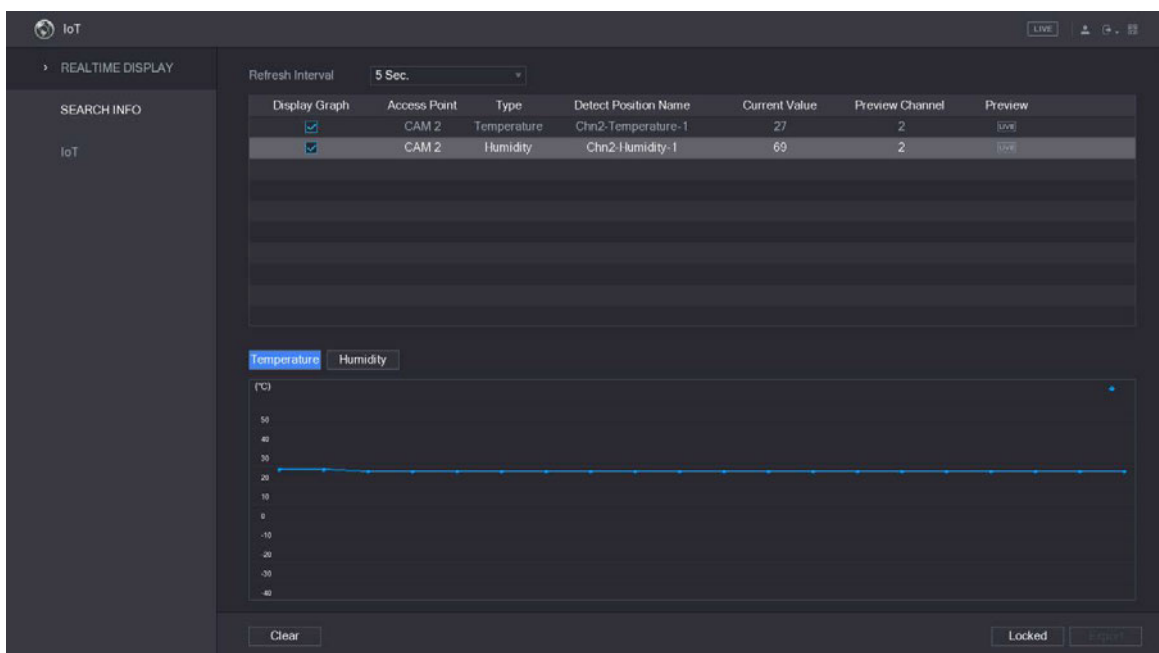 IoT LIVE
REALTIME DISPLAY
SEARCH INFO
IoT
Refresh Interval 5 Sec.
Display Graph Access Point Type Detect Position Name Current Value Preview Channel Preview
CAM 2 Temperature Chn2-Temperature-1 27 2 LIVE
CAM 2 Humidity Chn2-Humidity-1 69 2 LIVE
Temperature Humidity
(°C)
50
40
30
20
10
0
-10
-20
-30
-40
Clear Locked Export